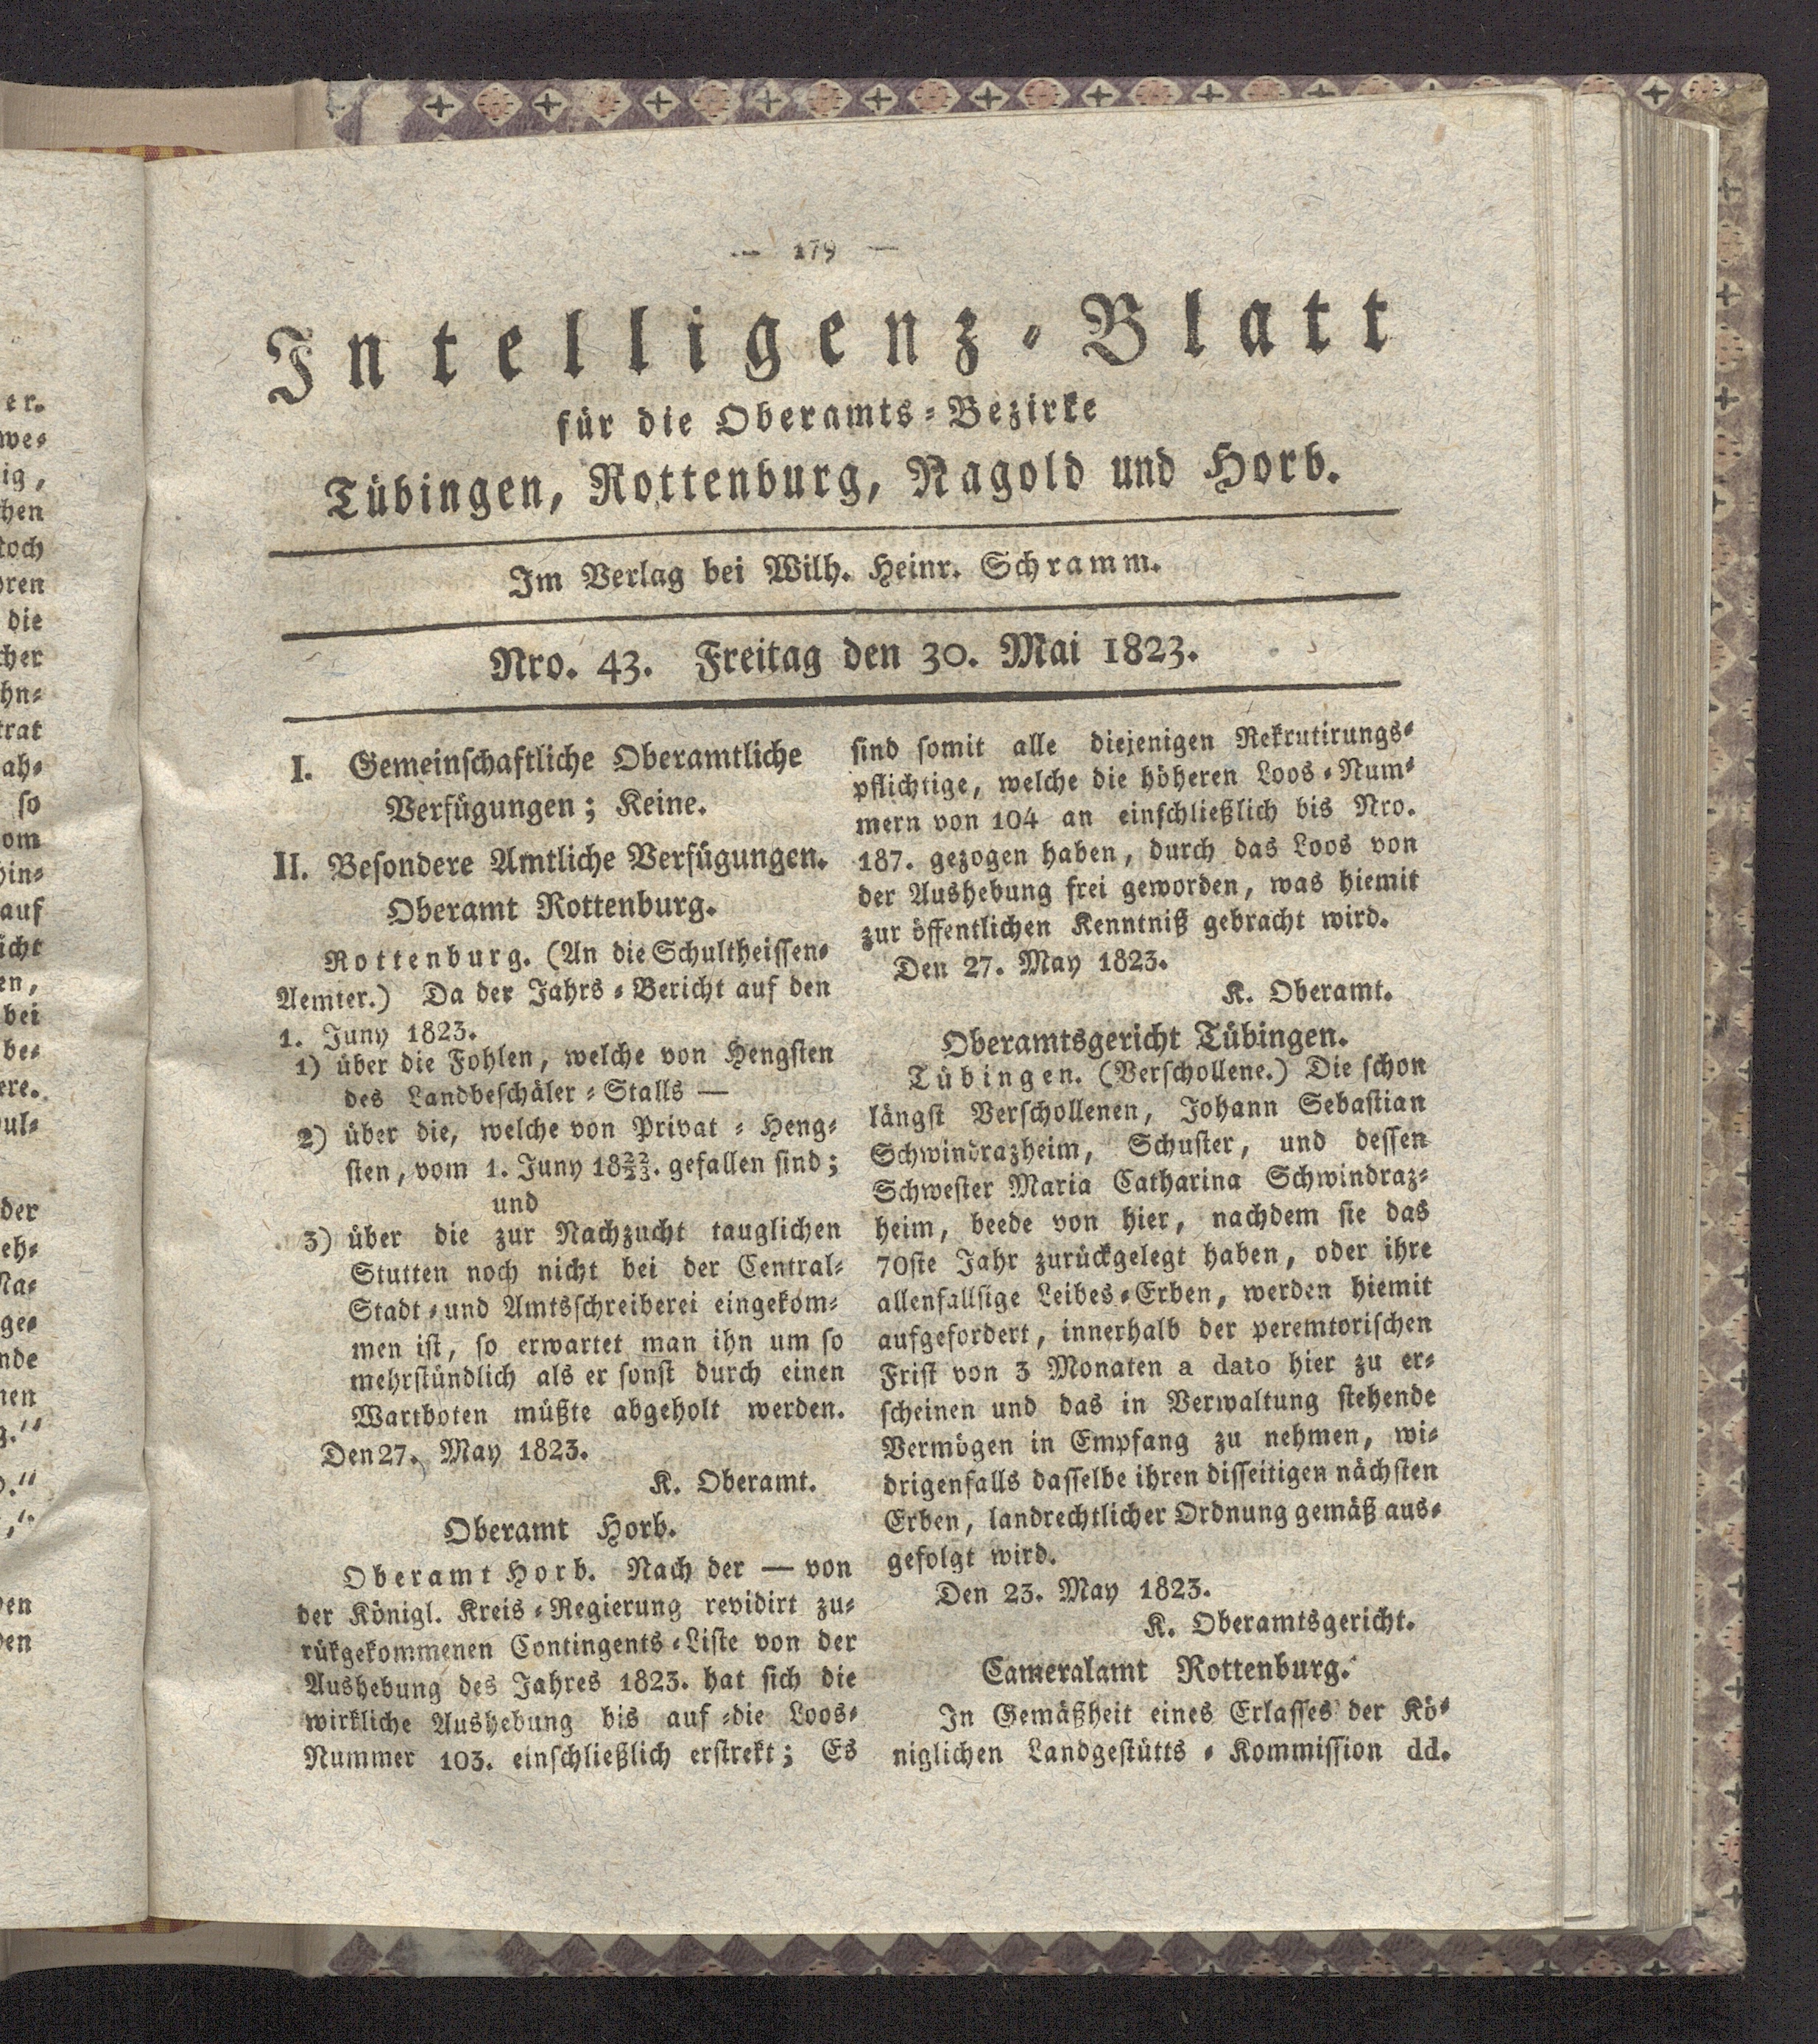 — 179 —
Intelligenz-Blatt
für die Oberamts-Bezirke
Tübingen, Rottenburg, Nagold und Horb.
Im Verlag bei Wilh. Heinr. Schramm.
Nro. 43. Freitag den 30. Mai 1823.
I. Gemeinschaftliche Oberamtliche
Verfügungen; Keine.
II. Besondere Amtliche Verfügungen.
Oberamt Rottenburg.
Rottenburg. (An die Schultheissen-
Aemter.) Da der Jahrs-Bericht auf den
1. Juny 1823.
1) über die Fohlen, welche von Hengsten
des Landbeschäler-Stalls —
2) über die, welche von Privat-Heng-
sten, vom 1. Juny 18 22/23. gefallen sind;
und
3) über die zur Nachzucht tauglichen
Stutten noch nicht bei der Central-
Stadt-und Amtsschreiberei eingekom-
men ist, so erwartet man ihn um so
mehrstündlich als er sonst durch einen
Wartboten müßte abgeholt werden.
Den 27. May 1823.
K. Oberamt.
Oberamt Horb.
Oberamt Horb. Nach der — von
der Königl. Kreis-Regierung revidirt zu-
rükgekommenen Contingents-Liste von der
Aushebung des Jahres 1823. hat sich die
wirkliche Aushebung bis auf -die Loos-
Nummer 103. einschließlich erstrekt; Es
sind somit alle diejenigen Rekrutirungs-
pflichtige, welche die höheren Loos-Num-
mern von 104 an einschließlich bis Nro.
187. gezogen haben, durch das Loos von
der Aushebung frei geworden, was hiemit
zur öffentlichen Kenntniß gebracht wird.
Den 27. May 1823.
K. Oberamt.
Oberamtsgericht Tübingen.
Tübingen. (Verschollene.) Die schon
längst Verschollenen, Johann Sebastian
Schwindrazheim, Schuster, und dessen
Schwester Maria Catharina Schwindraz-
heim, beede von hier, nachdem sie das
70ste Jahr zurückgelegt haben, oder ihre
allenfallsige Leibes-Erben, werden hiemit
aufgefordert, innerhalb der peremtorischen
Frist von 3 Monaten a dato hier zu er-
scheinen und das in Verwaltung stehende
Vermögen in Empfang zu nehmen, wi-
drigenfalls dasselbe ihren disseitigen nächsten
Erben, landrechtlicher Ordnung gemäß aus-
gefolgt wird.
Den 23. May 1823.
K. Oberamtsgericht.
Cameralamt Rottenburg.
In Gemäßheit eines Erlasses der Kö-
niglichen Landgestütts-Kommission dd.